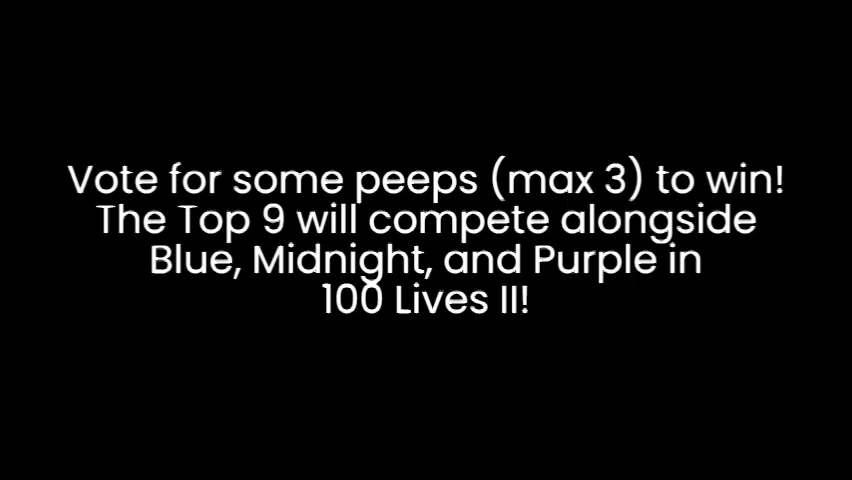 Vote for some peeps (max 3) to win!
The Top 9 will compete alongside
Blue, Midnight, and Purple in
100 Lives II!